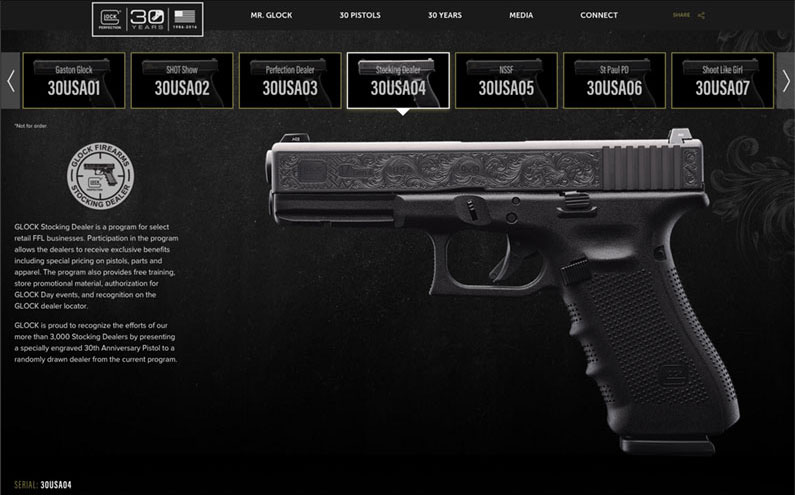 GLOCK
PERFECTION
30
YEARS
1986-2016
MR. GLOCK
30 PISTOLS
30 YEARS
MEDIA
CONNECT
SHARE
Gaston Glock
30USA01
SHOT Show
30USA02
Perfection Dealer
30USA03
Stocking Dealer
30USA04
NSSF
30USA05
St Paul PD
30USA06
Shoot Like Girl
30USA07
*Not for order.
GLOCK FIREARMS
GLOCK
STOCKING DEALER
GLOCK Stocking Dealer is a program for select
retail FFL businesses. Participation in the program
allows the dealers to receive exclusive benefits
including special pricing on pistols, parts and
apparel. The program also provides free training,
store promotional material, authorization for
GLOCK Day events, and recognition on the
GLOCK dealer locator.
GLOCK is proud to recognize the efforts of our
more than 3,000 Stocking Dealers by presenting
a specially engraved 30th Anniversary Pistol to a
randomly drawn dealer from the current program.
SERIAL: 30USA04